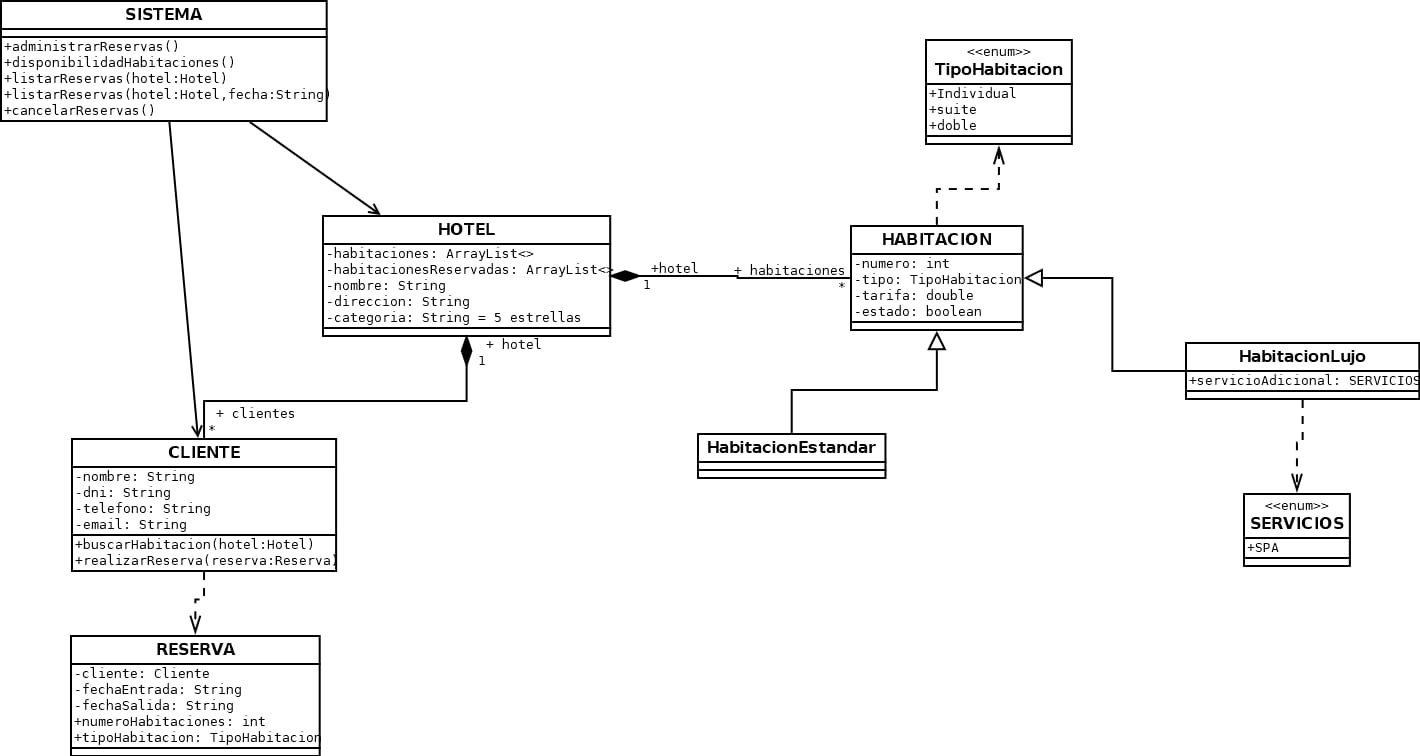 SISTEMA
+administrarReservas()
+disponibilidadHabitaciones()
+listarReservas(hotel:Hotel)
+listarReservas(hotel:Hotel,fecha:String)
+cancelarReservas()
<<enum>>
TipoHabitacion
+Individual
+suite
+doble
HOTEL
-habitaciones: ArrayList<>
-habitacionesReservadas: ArrayList<>
-nombre: String
-direccion: String
-categoria: String = 5 estrellas
+hotel
1
+ habitaciones
*
HABITACION
-numero: int
-tipo: TipoHabitacion
-tarifa: double
-estado: boolean
+ hotel
1
+ clientes
*
HabitacionLujo
+servicioAdicional: SERVICIOS
HabitacionEstandar
CLIENTE
-nombre: String
-dni: String
-telefono: String
-email: String
+buscarHabitacion(hotel:Hotel)
+realizarReserva(reserva:Reserva)
<<enum>>
SERVICIOS
+SPA
RESERVA
-cliente: Cliente
-fechaEntrada: String
-fechaSalida: String
+numeroHabitaciones: int
+tipoHabitacion: TipoHabitacion